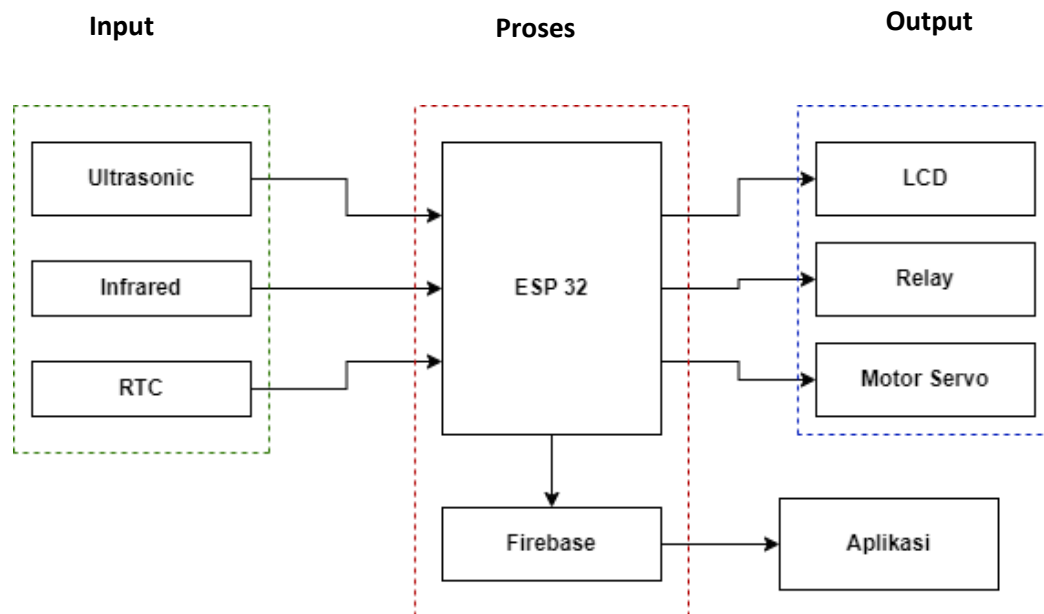 Input
Proses
Output
Ultrasonic
ESP 32
LCD
Infrared
Relay
RTC
Motor Servo
Firebase
Aplikasi